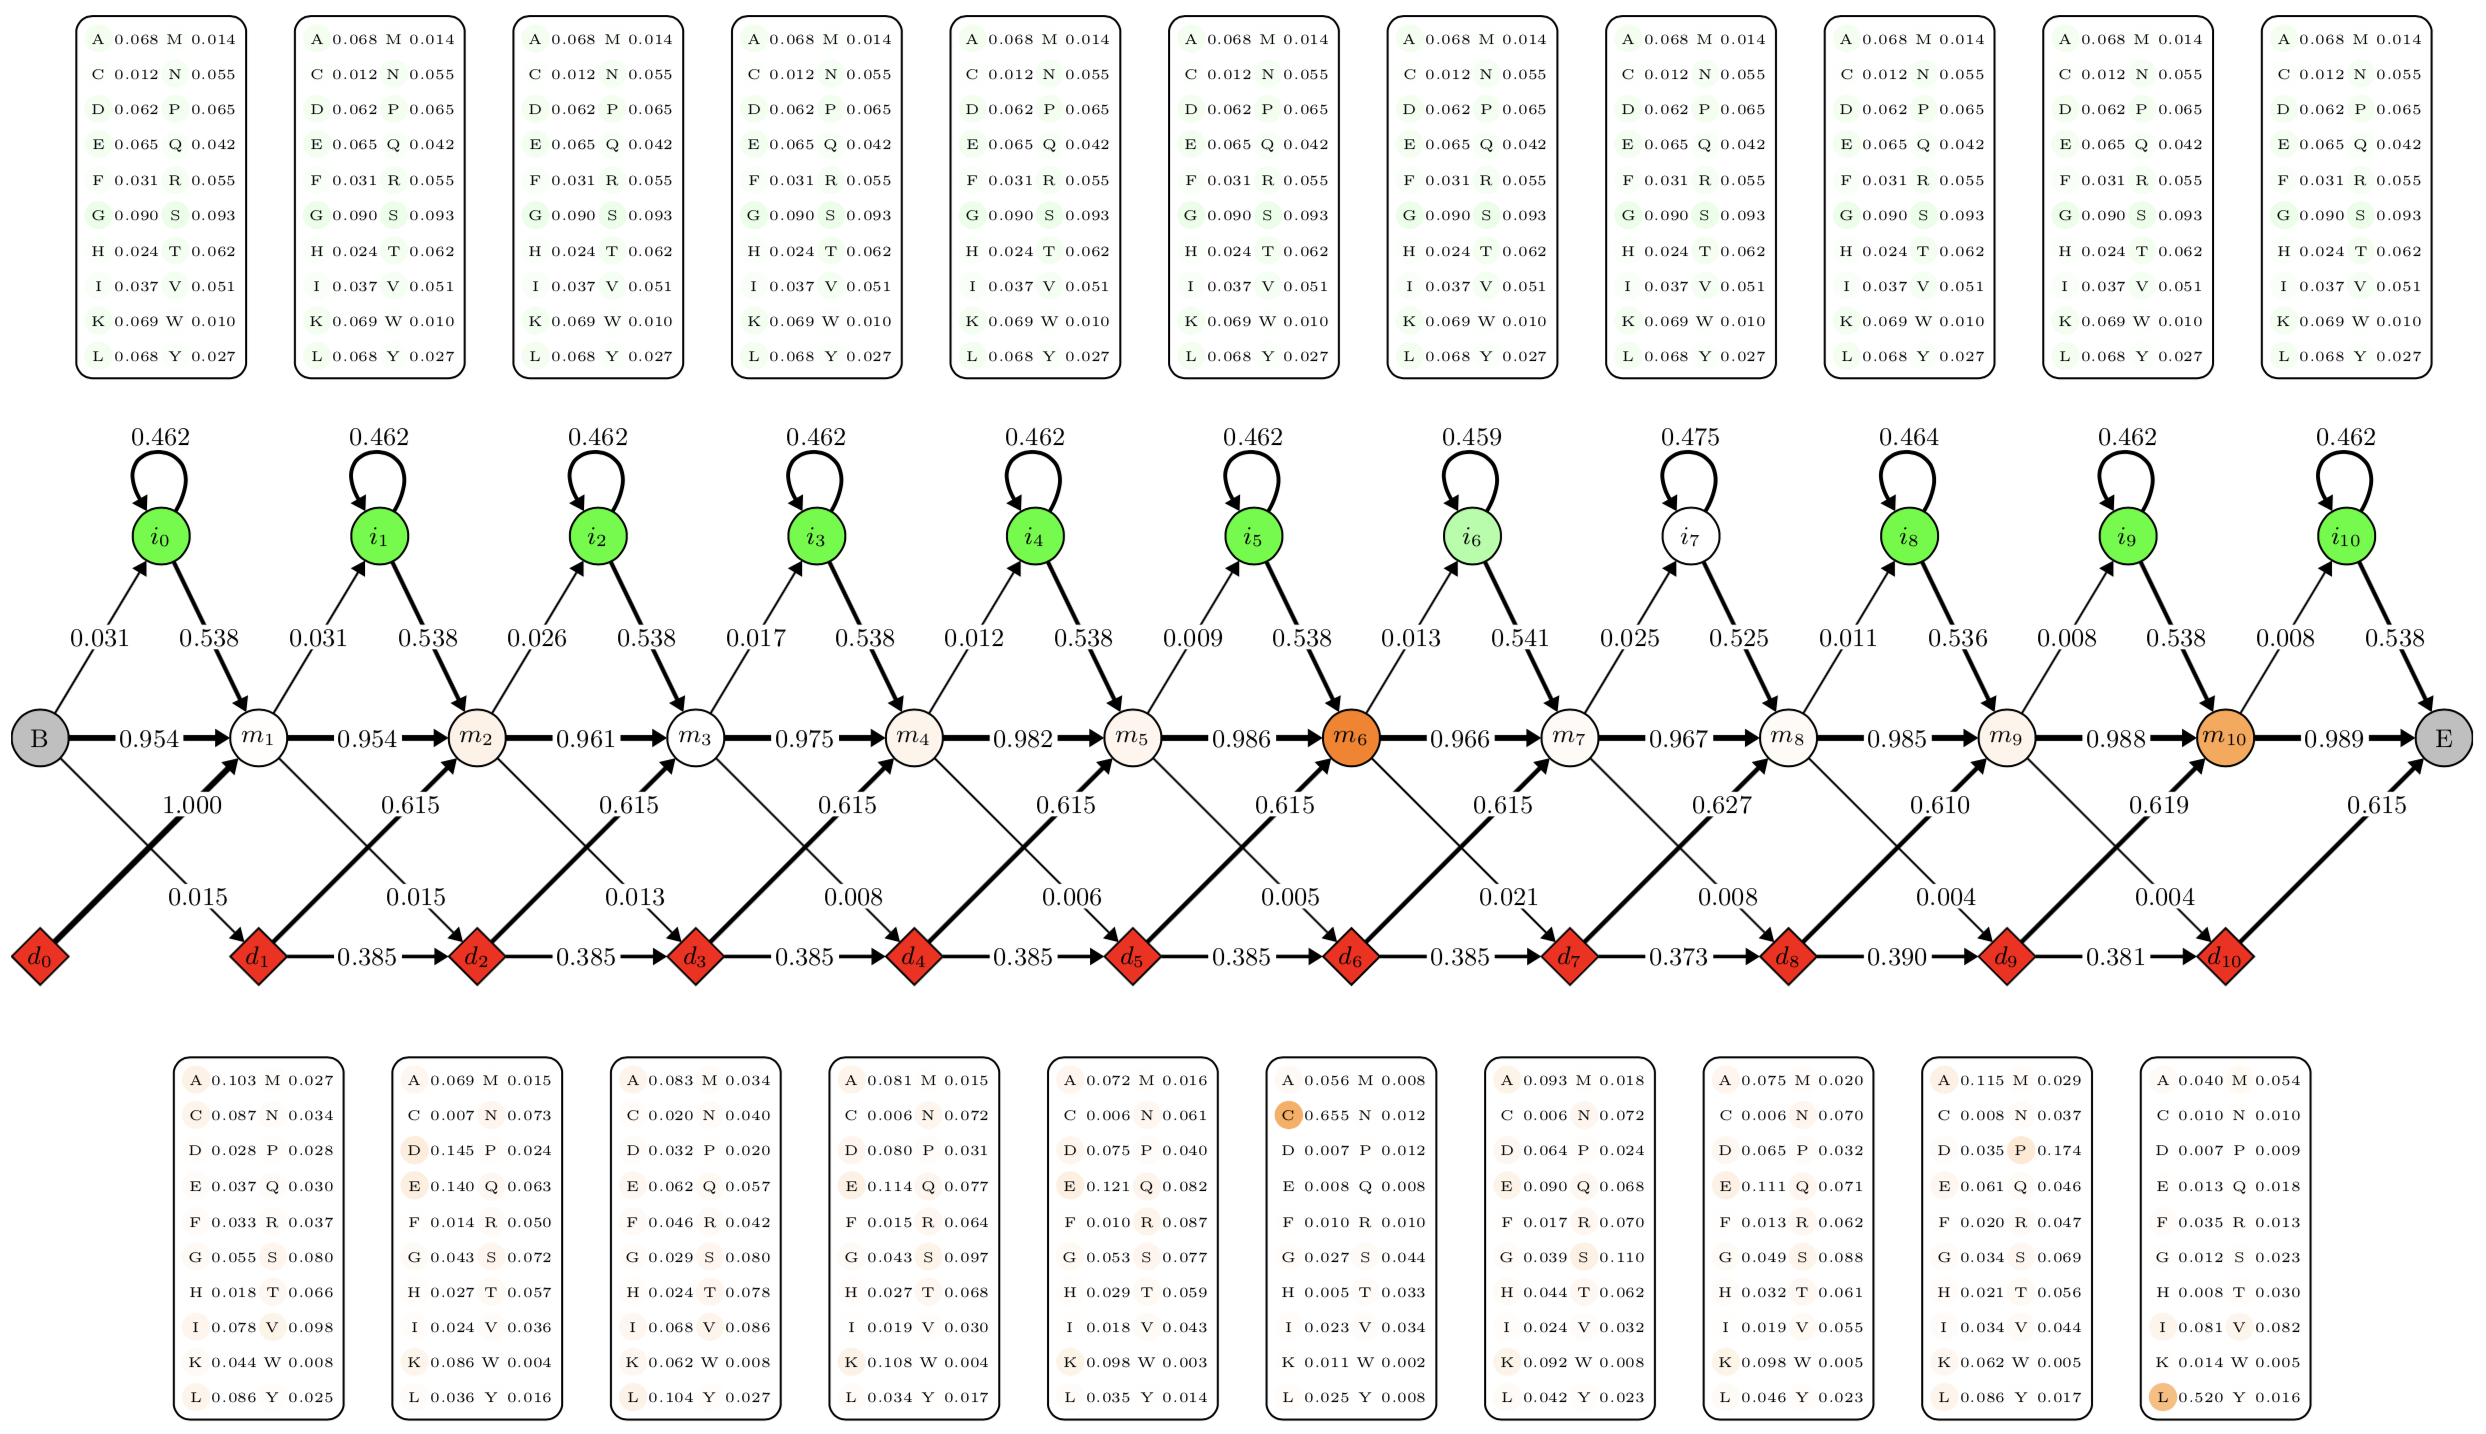 A 0.068 M 0.014 A 0.068 M 0.014 A 0.068 M 0.014 A 0.068 M 0.014 A 0.068 M 0.014 A 0.068 M 0.014 A 0.068 M 0.014 A 0.068 M 0.014 A 0.068 M 0.014 A 0.068 M 0.014 A 0.068 M 0.014
C 0.012 N 0.055 C 0.012 N 0.055 C 0.012 N 0.055 C 0.012 N 0.055 C 0.012 N 0.055 C 0.012 N 0.055 C 0.012 N 0.055 C 0.012 N 0.055 C 0.012 N 0.055 C 0.012 N 0.055 C 0.012 N 0.055
D 0.062 P 0.065 D 0.062 P 0.065 D 0.062 P 0.065 D 0.062 P 0.065 D 0.062 P 0.065 D 0.062 P 0.065 D 0.062 P 0.065 D 0.062 P 0.065 D 0.062 P 0.065 D 0.062 P 0.065 D 0.062 P 0.065
E 0.065 Q 0.042 E 0.065 Q 0.042 E 0.065 Q 0.042 E 0.065 Q 0.042 E 0.065 Q 0.042 E 0.065 Q 0.042 E 0.065 Q 0.042 E 0.065 Q 0.042 E 0.065 Q 0.042 E 0.065 Q 0.042 E 0.065 Q 0.042
F 0.031 R 0.055 F 0.031 R 0.055 F 0.031 R 0.055 F 0.031 R 0.055 F 0.031 R 0.055 F 0.031 R 0.055 F 0.031 R 0.055 F 0.031 R 0.055 F 0.031 R 0.055 F 0.031 R 0.055 F 0.031 R 0.055
G 0.090 S 0.093 G 0.090 S 0.093 G 0.090 S 0.093 G 0.090 S 0.093 G 0.090 S 0.093 G 0.090 S 0.093 G 0.090 S 0.093 G 0.090 S 0.093 G 0.090 S 0.093 G 0.090 S 0.093 G 0.090 S 0.093
H 0.024 T 0.062 H 0.024 T 0.062 H 0.024 T 0.062 H 0.024 T 0.062 H 0.024 T 0.062 H 0.024 T 0.062 H 0.024 T 0.062 H 0.024 T 0.062 H 0.024 T 0.062 H 0.024 T 0.062 H 0.024 T 0.062
I 0.037 V 0.051 I 0.037 V 0.051 I 0.037 V 0.051 I 0.037 V 0.051 I 0.037 V 0.051 I 0.037 V 0.051 I 0.037 V 0.051 I 0.037 V 0.051 I 0.037 V 0.051 I 0.037 V 0.051 I 0.037 V 0.051
K 0.069 W 0.010 K 0.069 W 0.010 K 0.069 W 0.010 K 0.069 W 0.010 K 0.069 W 0.010 K 0.069 W 0.010 K 0.069 W 0.010 K 0.069 W 0.010 K 0.069 W 0.010 K 0.069 W 0.010 K 0.069 W 0.010
L 0.068 Y 0.027 L 0.068 Y 0.027 L 0.068 Y 0.027 L 0.068 Y 0.027 L 0.068 Y 0.027 L 0.068 Y 0.027 L 0.068 Y 0.027 L 0.068 Y 0.027 L 0.068 Y 0.027 L 0.068 Y 0.027 L 0.068 Y 0.027
0.462 0.462 0.462 0.462 0.462 0.462 0.459 0.475 0.464 0.462 0.462
i₀ i₁ i₂ i₃ i₄ i₅ i₆ i₇ i₈ i₉ i₁₀
0.031 0.538 0.031 0.538 0.026 0.538 0.017 0.538 0.012 0.538 0.009 0.538 0.013 0.541 0.025 0.525 0.011 0.536 0.008 0.538 0.008 0.538
B 0.954 m₁ 0.954 m₂ 0.961 m₃ 0.975 m₄ 0.982 m₅ 0.986 m₆ 0.966 m₇ 0.967 m₈ 0.985 m₉ 0.988 m₁₀ 0.989 E
1.000 0.615 0.615 0.615 0.615 0.615 0.615 0.627 0.610 0.619 0.615
0.015 0.015 0.013 0.008 0.006 0.005 0.021 0.008 0.004 0.004
d₀ d₁ 0.385 d₂ 0.385 d₃ 0.385 d₄ 0.385 d₅ 0.385 d₆ 0.385 d₇ 0.373 d₈ 0.390 d₉ 0.381 d₁₀
A 0.103 M 0.027 A 0.069 M 0.015 A 0.083 M 0.034 A 0.081 M 0.015 A 0.072 M 0.016 A 0.056 M 0.008 A 0.093 M 0.018 A 0.075 M 0.020 A 0.115 M 0.029 A 0.040 M 0.054
C 0.087 N 0.034 C 0.007 N 0.073 C 0.020 N 0.040 C 0.006 N 0.072 C 0.006 N 0.061 C 0.655 N 0.012 C 0.006 N 0.072 C 0.006 N 0.070 C 0.008 N 0.037 C 0.010 N 0.010
D 0.028 P 0.028 D 0.145 P 0.024 D 0.032 P 0.020 D 0.080 P 0.031 D 0.075 P 0.040 D 0.007 P 0.012 D 0.064 P 0.024 D 0.065 P 0.032 D 0.035 P 0.174 D 0.007 P 0.009
E 0.037 Q 0.030 E 0.140 Q 0.063 E 0.062 Q 0.057 E 0.114 Q 0.077 E 0.121 Q 0.082 E 0.008 Q 0.008 E 0.090 Q 0.068 E 0.111 Q 0.071 E 0.061 Q 0.046 E 0.013 Q 0.018
F 0.033 R 0.037 F 0.014 R 0.050 F 0.046 R 0.042 F 0.015 R 0.064 F 0.010 R 0.087 F 0.010 R 0.010 F 0.017 R 0.070 F 0.013 R 0.062 F 0.020 R 0.047 F 0.035 R 0.013
G 0.055 S 0.080 G 0.043 S 0.072 G 0.029 S 0.080 G 0.043 S 0.097 G 0.053 S 0.077 G 0.027 S 0.044 G 0.039 S 0.110 G 0.049 S 0.088 G 0.034 S 0.069 G 0.012 S 0.023
H 0.018 T 0.066 H 0.027 T 0.057 H 0.024 T 0.078 H 0.027 T 0.068 H 0.029 T 0.059 H 0.005 T 0.033 H 0.044 T 0.062 H 0.032 T 0.061 H 0.021 T 0.056 H 0.008 T 0.030
I 0.078 V 0.098 I 0.024 V 0.036 I 0.068 V 0.086 I 0.019 V 0.030 I 0.018 V 0.043 I 0.023 V 0.034 I 0.024 V 0.032 I 0.019 V 0.055 I 0.034 V 0.044 I 0.081 V 0.082
K 0.044 W 0.008 K 0.086 W 0.004 K 0.062 W 0.008 K 0.108 W 0.004 K 0.098 W 0.003 K 0.011 W 0.002 K 0.092 W 0.008 K 0.098 W 0.005 K 0.062 W 0.005 K 0.014 W 0.005
L 0.086 Y 0.025 L 0.036 Y 0.016 L 0.104 Y 0.027 L 0.034 Y 0.017 L 0.035 Y 0.014 L 0.025 Y 0.008 L 0.042 Y 0.023 L 0.046 Y 0.023 L 0.086 Y 0.017 L 0.520 Y 0.016